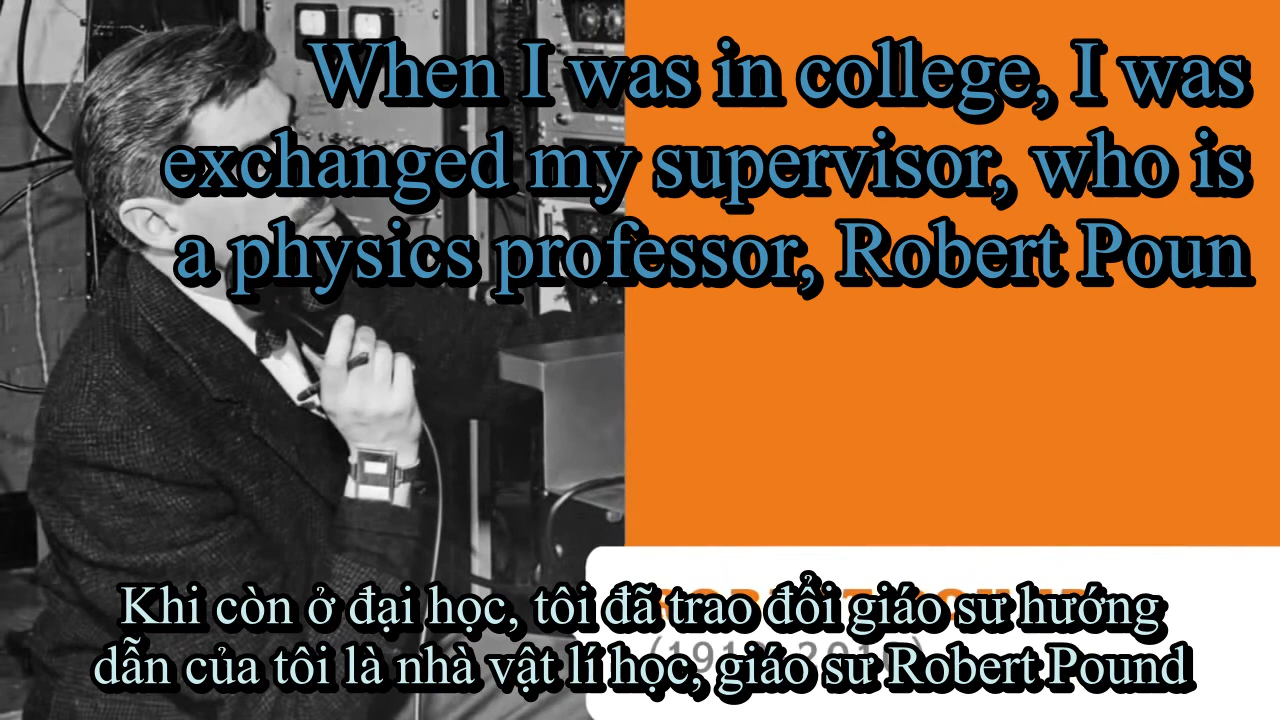 When I was in college, I was
exchanged my supervisor, who is
a physics professor, Robert Poun
Khi còn ở đại học, tôi đã trao đổi giáo sư hướng
dẫn của tôi là nhà vật lí học, giáo sư Robert Pound